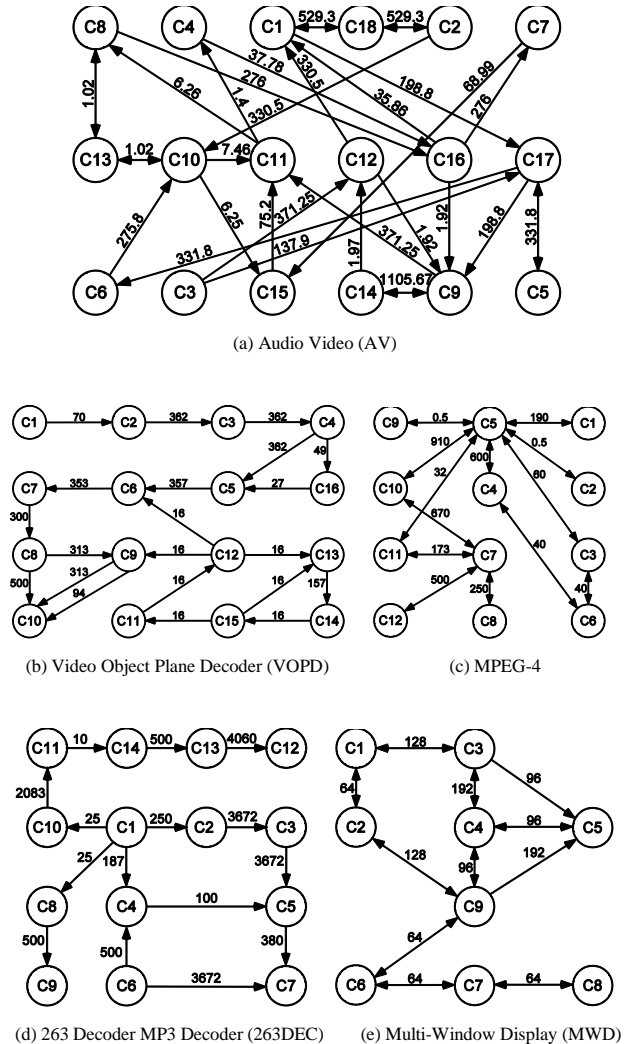 C8 C4 C1 529.3 C18 529.3 C2 C7
37.78 276 330.5 68.99
6.26 1.4 35.86 198.8
1.02 330.5 276
C13 1.02 C10 7.46 C11 C12 C16 C17
275.8 6.25 75.2 371.25 1.92 1.92 198.8 331.8
331.8 137.9 1.97 371.25
C6 C3 C15 C14 1105.67 C9 C5
(a) Audio Video (AV)
C1 70 C2 362 C3 362 C4
362 49
C7 353 C6 357 C5 27 C16
300 16
C8 313 C9 16 C12 16 C13
500 313 94 16 16 157
C10 C11 16 C15 16 C14
(b) Video Object Plane Decoder (VOPD)
C9 0.5 C5 190 C1
910 600 0.5
32 60
C10 C4 C2
670 40
C11 173 C7 C3
500 250 40
C12 C8 C6
(c) MPEG-4
C11 10 C14 500 C13 4060 C12
2083
C10 25 C1 250 C2 3672 C3
25 187 3672
C8 C4 100 C5
500 500 380
C9 C6 3672 C7
(d) 263 Decoder MP3 Decoder (263DEC)
C1 128 C3
64 192 96
C2 C4 96 C5
128 96 192
C9
64
C6 64 C7 64 C8
(e) Multi-Window Display (MWD)